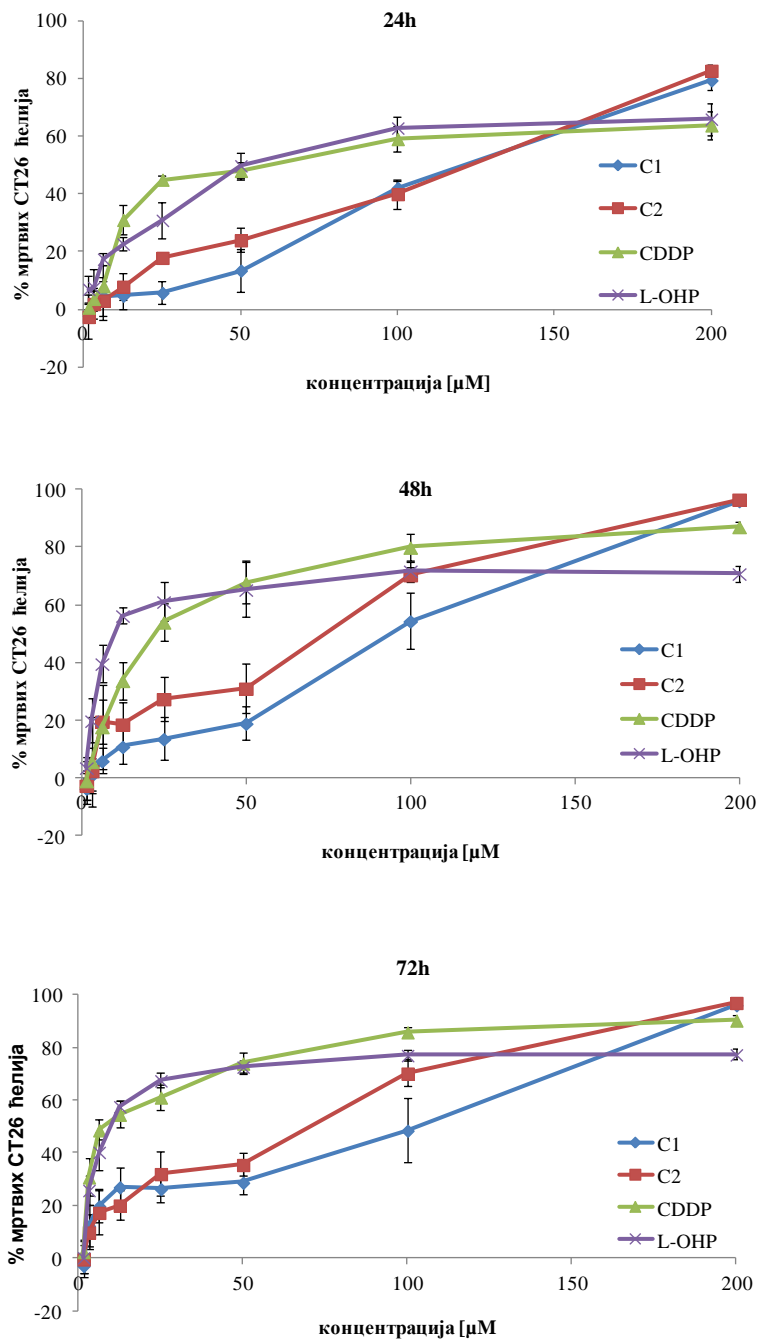 24h
100
80
60
40
20
0
-20
0
50
100
150
200
% мртвих CT26 ћелија
концентрација [µM]
C1
C2
CDDP
L-OHP
48h
100
80
60
40
20
0
-20
0
50
100
150
200
% мртвих CT26 ћелија
концентрација [µM
C1
C2
CDDP
L-OHP
72h
100
80
60
40
20
0
-20
0
50
100
150
200
% мртвих CT26 ћелија
концентрација [µM
C1
C2
CDDP
L-OHP